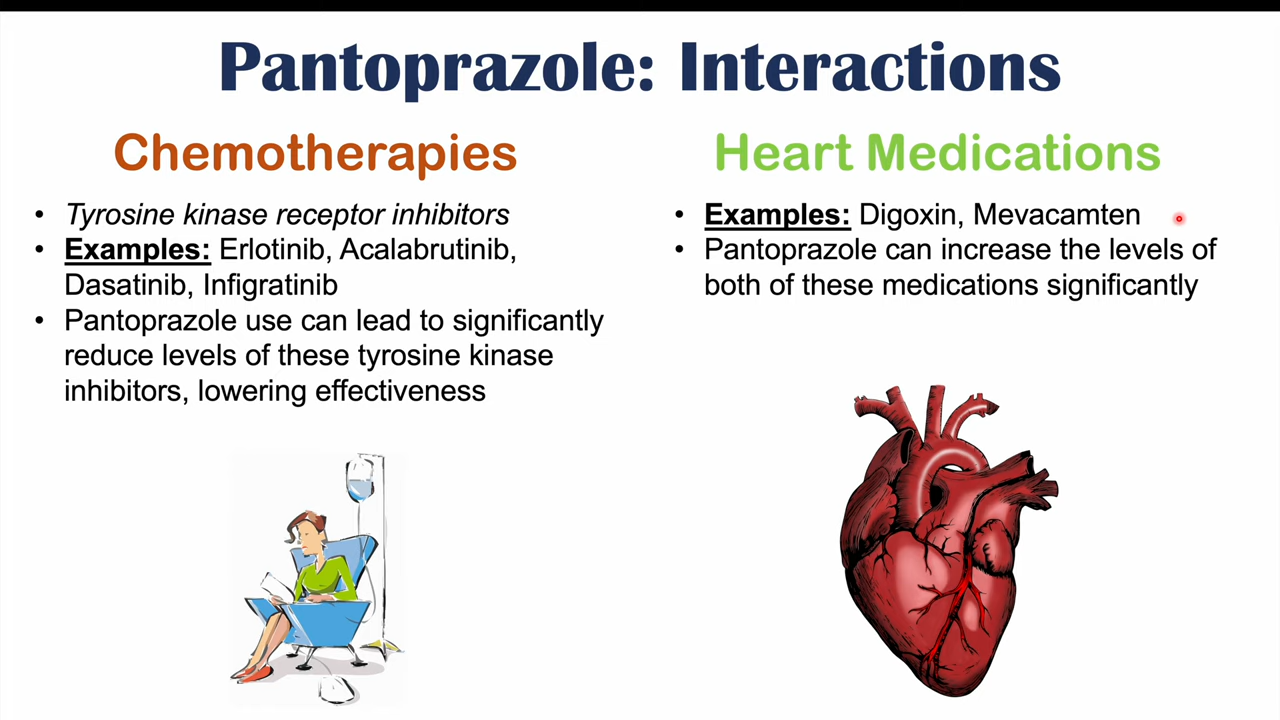 Pantoprazole: Interactions
Chemotherapies
• Tyrosine kinase receptor inhibitors
• Examples: Erlotinib, Acalabrutinib,
Dasatinib, Infigratinib
• Pantoprazole use can lead to significantly
reduce levels of these tyrosine kinase
inhibitors, lowering effectiveness
Heart Medications
• Examples: Digoxin, Mevacamten
• Pantoprazole can increase the levels of
both of these medications significantly